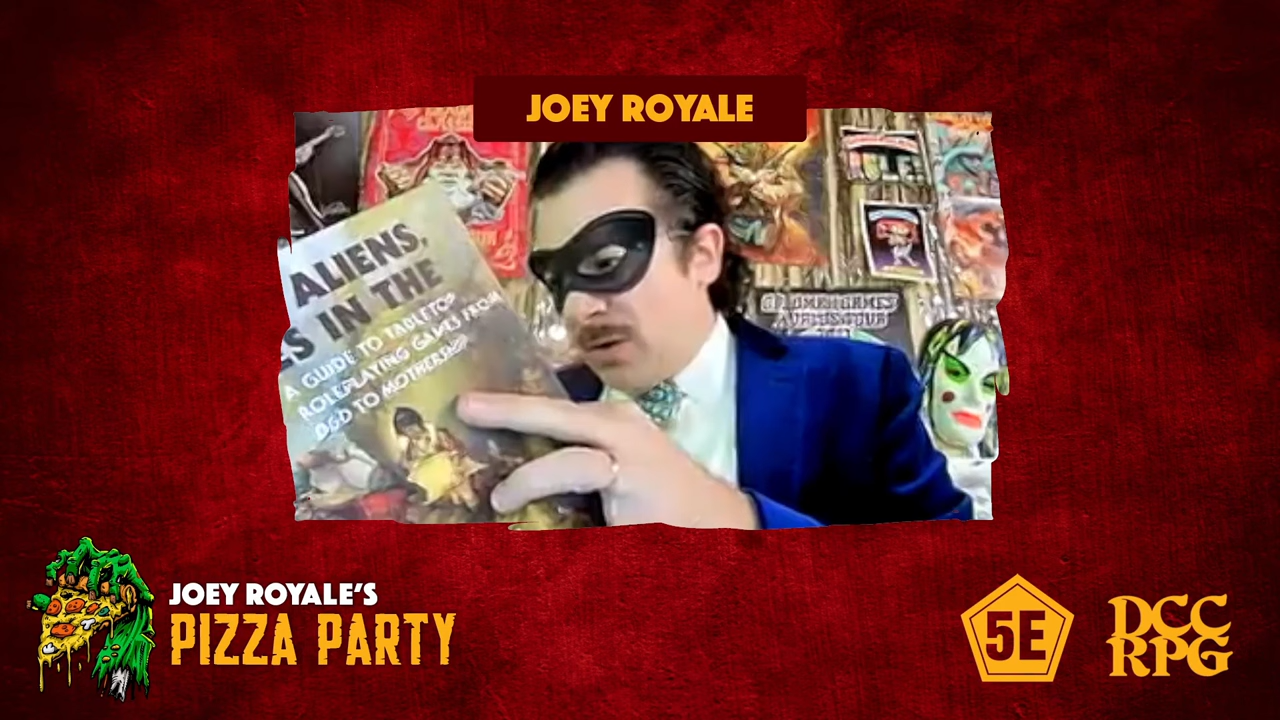 JOEY ROYALE
ALIENS,
IN THE
A GUIDE TO TABLETOP
ROLEPLAYING GAMES FROM
D&D TO MOTHERSHIP
JOEY ROYALE'S
PIZZA PARTY
5E
DCC
RPG